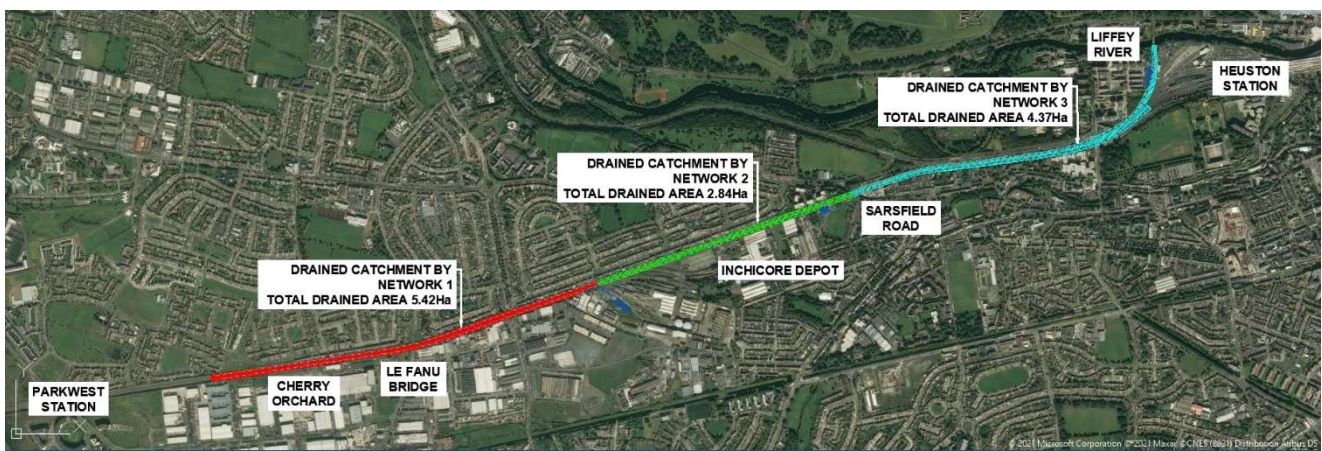 LIFFEY
RIVER
HEUSTON
STATION
DRAINED CATCHMENT BY
NETWORK 3
TOTAL DRAINED AREA 4.37Ha
DRAINED CATCHMENT BY
NETWORK 2
TOTAL DRAINED AREA 2.84Ha
SARSFIELD
ROAD
INCHICORE DEPOT
DRAINED CATCHMENT BY
NETWORK 1
TOTAL DRAINED AREA 5.42Ha
LE FANU
BRIDGE
CHERRY
ORCHARD
PARKWEST
STATION
Y
X
© 2021 Microsoft Corporation © 2021 Maxar ©CNES (2021) Distribution Airbus DS